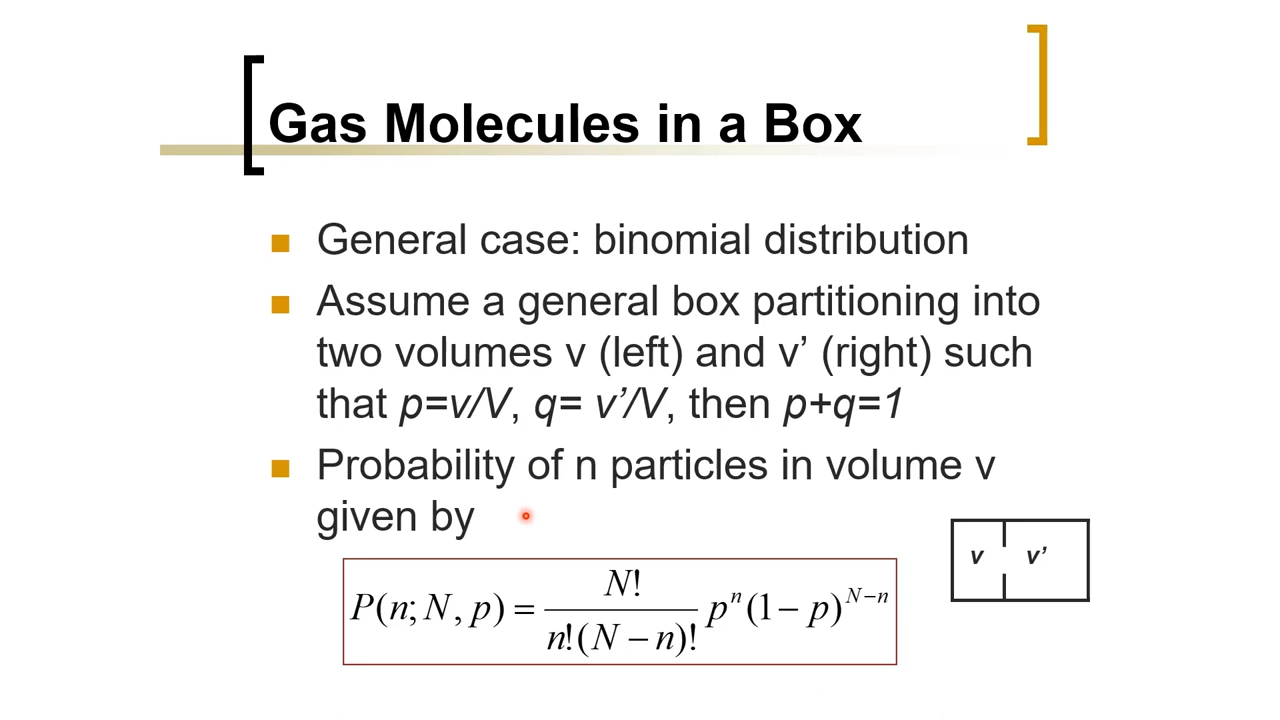 Gas Molecules in a Box
■ General case: binomial distribution
■ Assume a general box partitioning into
two volumes v (left) and v’ (right) such
that p=v/V, q= v’/V, then p+q=1
■ Probability of n particles in volume v
given by
P(n; N, p) = N! / n!(N − n)! p^n (1 − p)^{N−n}
v v’